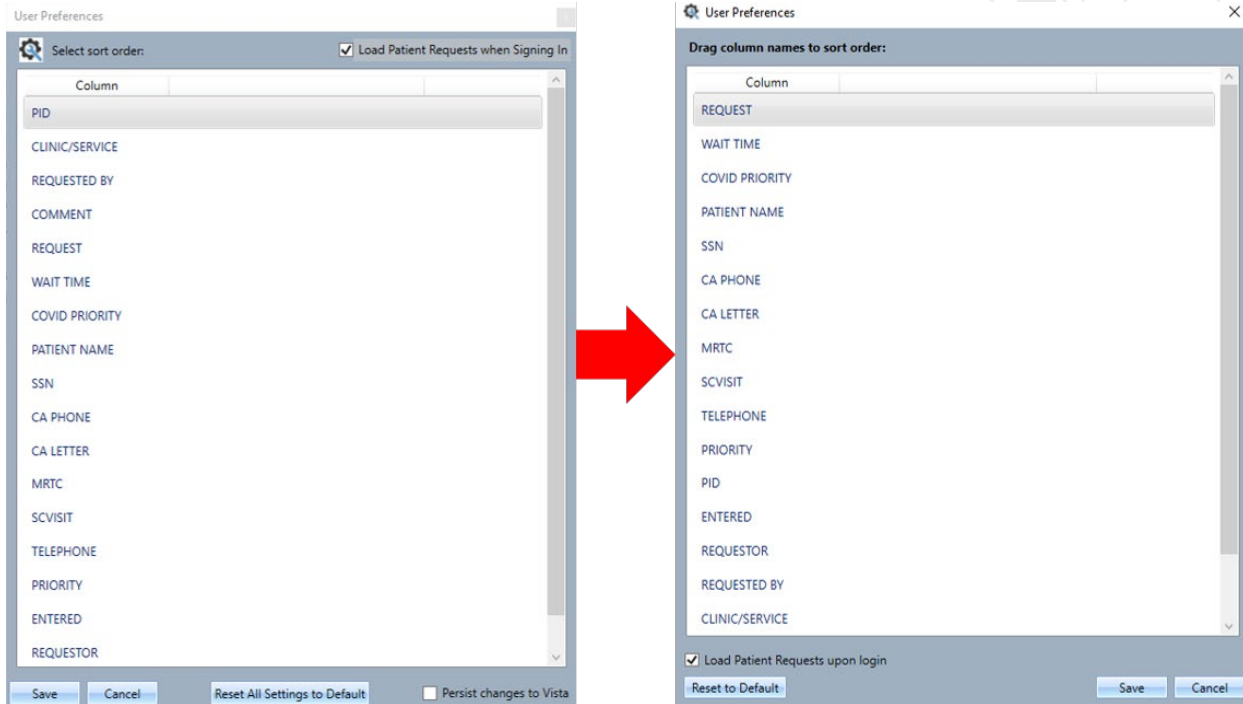 User Preferences
Select sort order:
Load Patient Requests when Signing In
Column
PID
CLINIC/SERVICE
REQUESTED BY
COMMENT
REQUEST
WAIT TIME
COVID PRIORITY
PATIENT NAME
SSN
CA PHONE
CA LETTER
MRTC
SCVISIT
TELEPHONE
PRIORITY
ENTERED
REQUESTOR
Save
Cancel
Reset All Settings to Default
Persist changes to Vista
User Preferences
Drag column names to sort order:
Column
REQUEST
WAIT TIME
COVID PRIORITY
PATIENT NAME
SSN
CA PHONE
CA LETTER
MRTC
SCVISIT
TELEPHONE
PRIORITY
PID
ENTERED
REQUESTOR
REQUESTED BY
CLINIC/SERVICE
Load Patient Requests upon login
Reset to Default
Save
Cancel